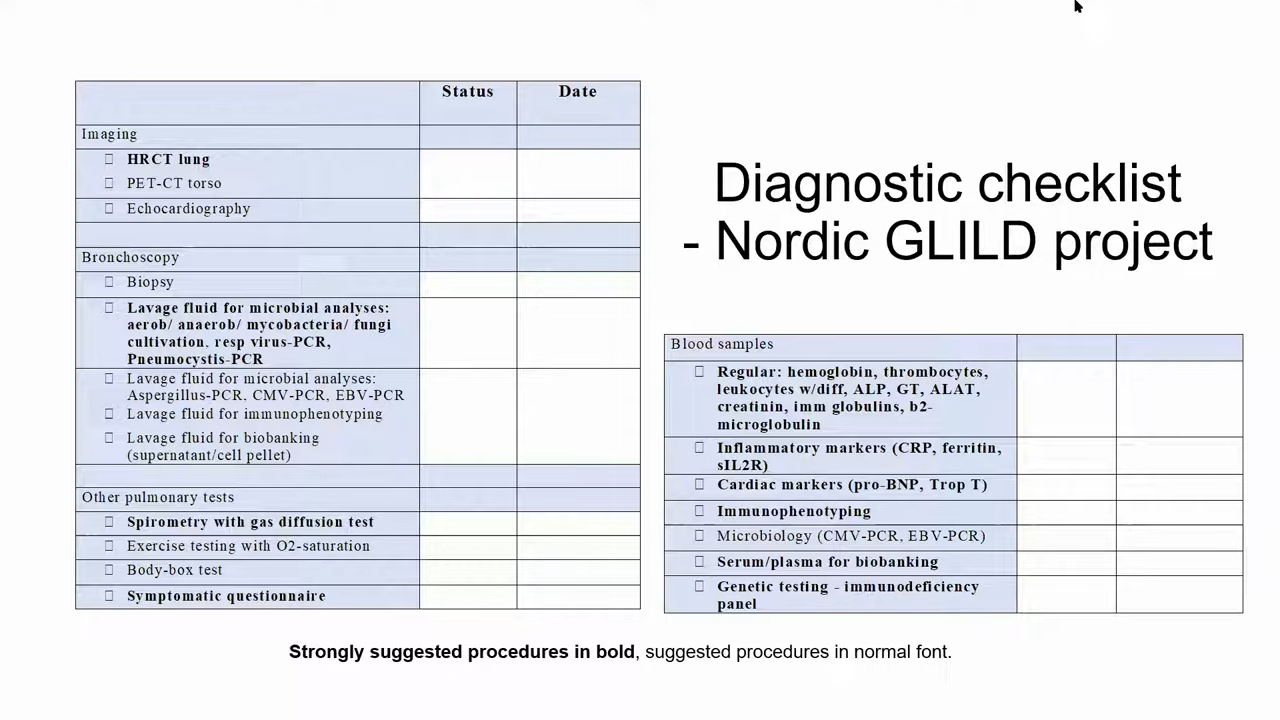 Status Date
Imaging
HRCT lung
PET-CT torso
Echocardiography
Bronchoscopy
Biopsy
Lavage fluid for microbial analyses:
aerob/ anaerob/ mycobacteria/ fungi
cultivation, resp virus-PCR,
Pneumocystis-PCR
Lavage fluid for microbial analyses:
Aspergillus-PCR, CMV-PCR, EBV-PCR
Lavage fluid for immunophenotyping
Lavage fluid for biobanking
(supernatant/cell pellet)
Other pulmonary tests
Spirometry with gas diffusion test
Exercise testing with O2-saturation
Body-box test
Symptomatic questionnaire
Diagnostic checklist
- Nordic GLILD project
Blood samples
Regular: hemoglobin, thrombocytes,
leukocytes w/diff, ALP, GT, ALAT,
creatinin, imm globulins, b2-
microglobulin
Inflammatory markers (CRP, ferritin,
sIL2R)
Cardiac markers (pro-BNP, Trop T)
Immunophenotyping
Microbiology (CMV-PCR, EBV-PCR)
Serum/plasma for biobanking
Genetic testing - immunodeficiency
panel
Strongly suggested procedures in bold, suggested procedures in normal font.